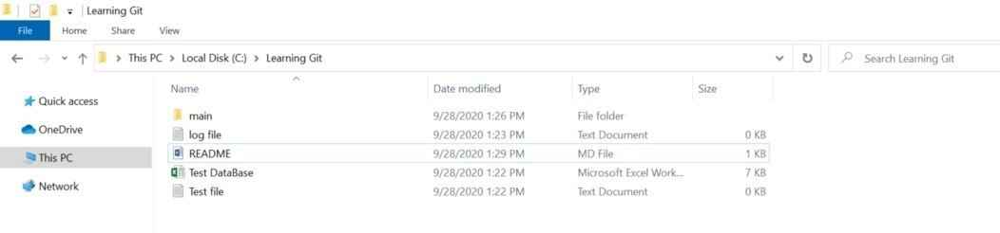 Learning Git
File Home Share View
This PC Local Disk (C:) Learning Git Search Learning Git
Name Date modified Type Size
Quick access
OneDrive
This PC
Network
main 9/28/2020 1:26 PM File folder
log file 9/28/2020 1:23 PM Text Document 0 KB
README 9/28/2020 1:29 PM MD File 1 KB
Test DataBase 9/28/2020 1:22 PM Microsoft Excel Work... 7 KB
Test file 9/28/2020 1:22 PM Text Document 0 KB